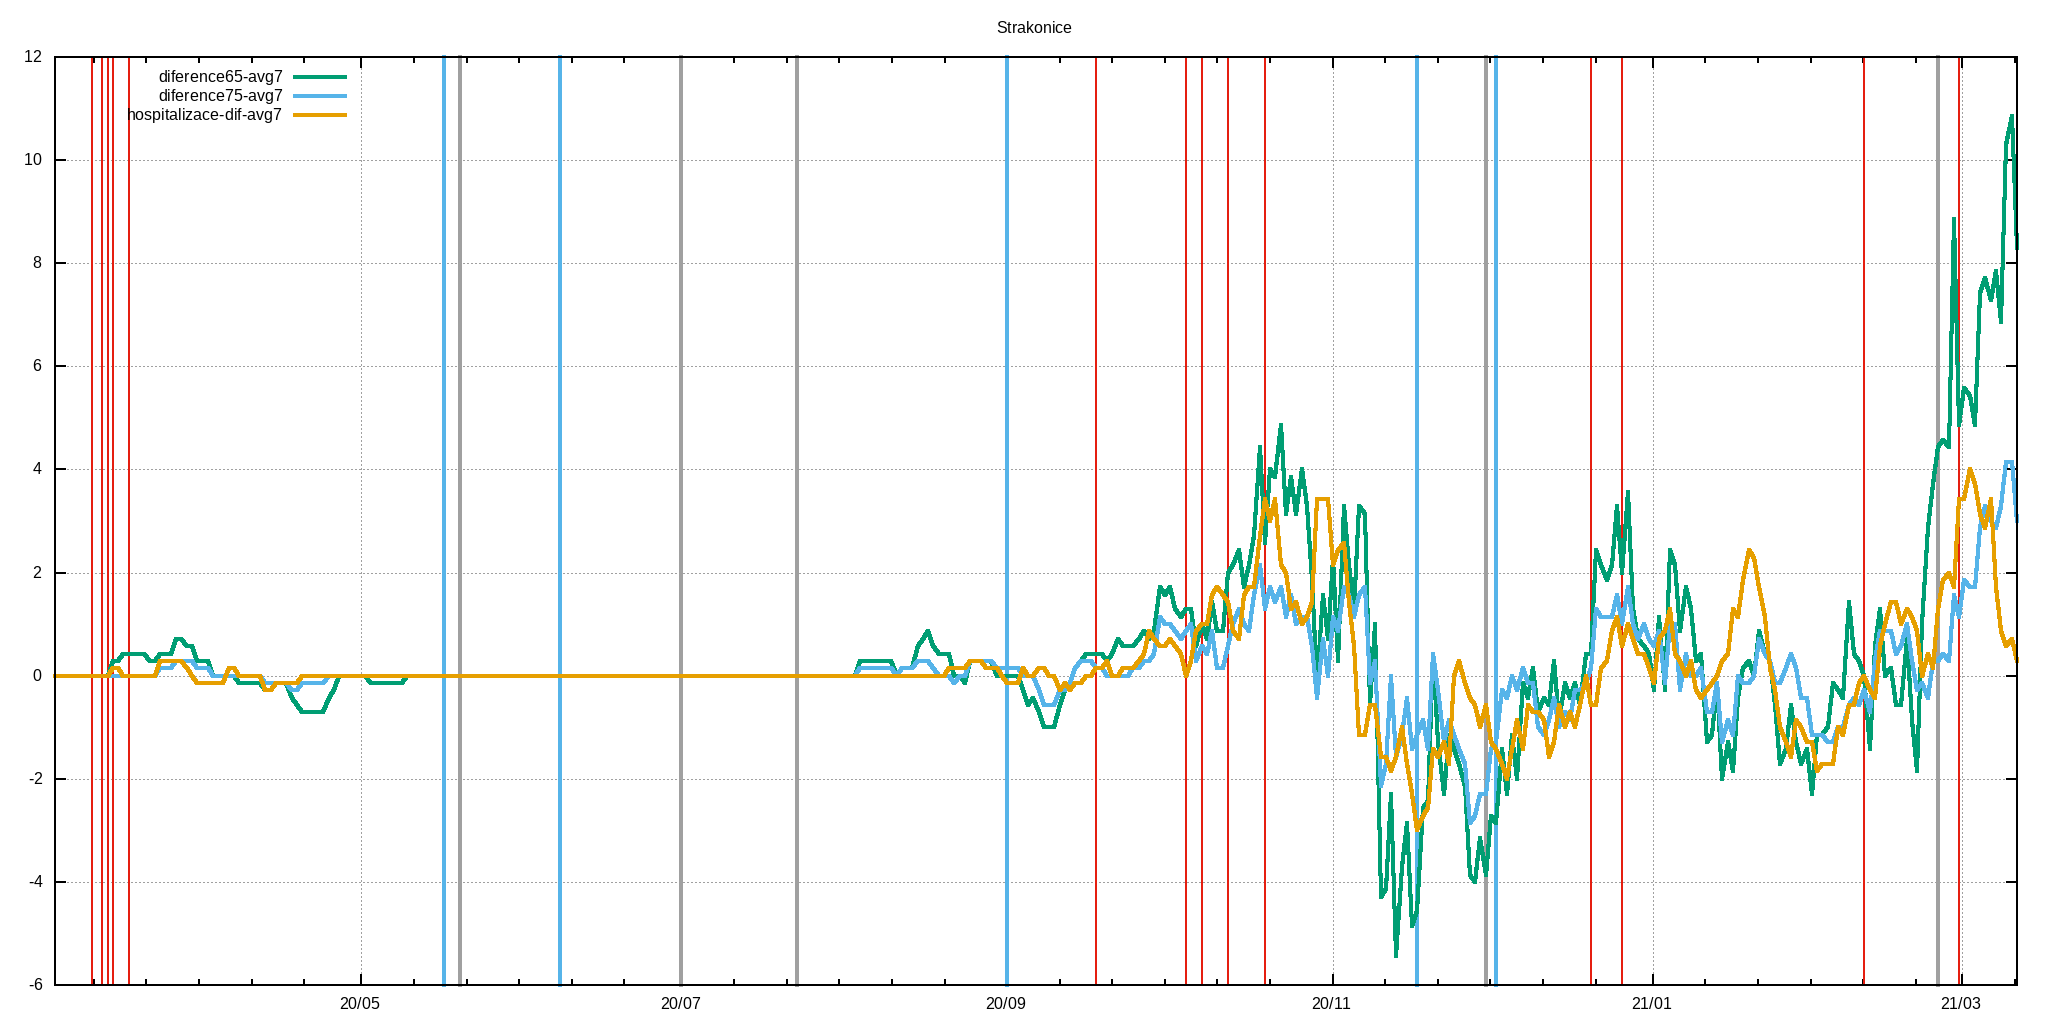 Strakonice
diference65-avg7
diference75-avg7
hospitalizace-dif-avg7
12
10
8
6
4
2
0
-2
-4
-6
20/05 20/07 20/09 20/11 21/01 21/03